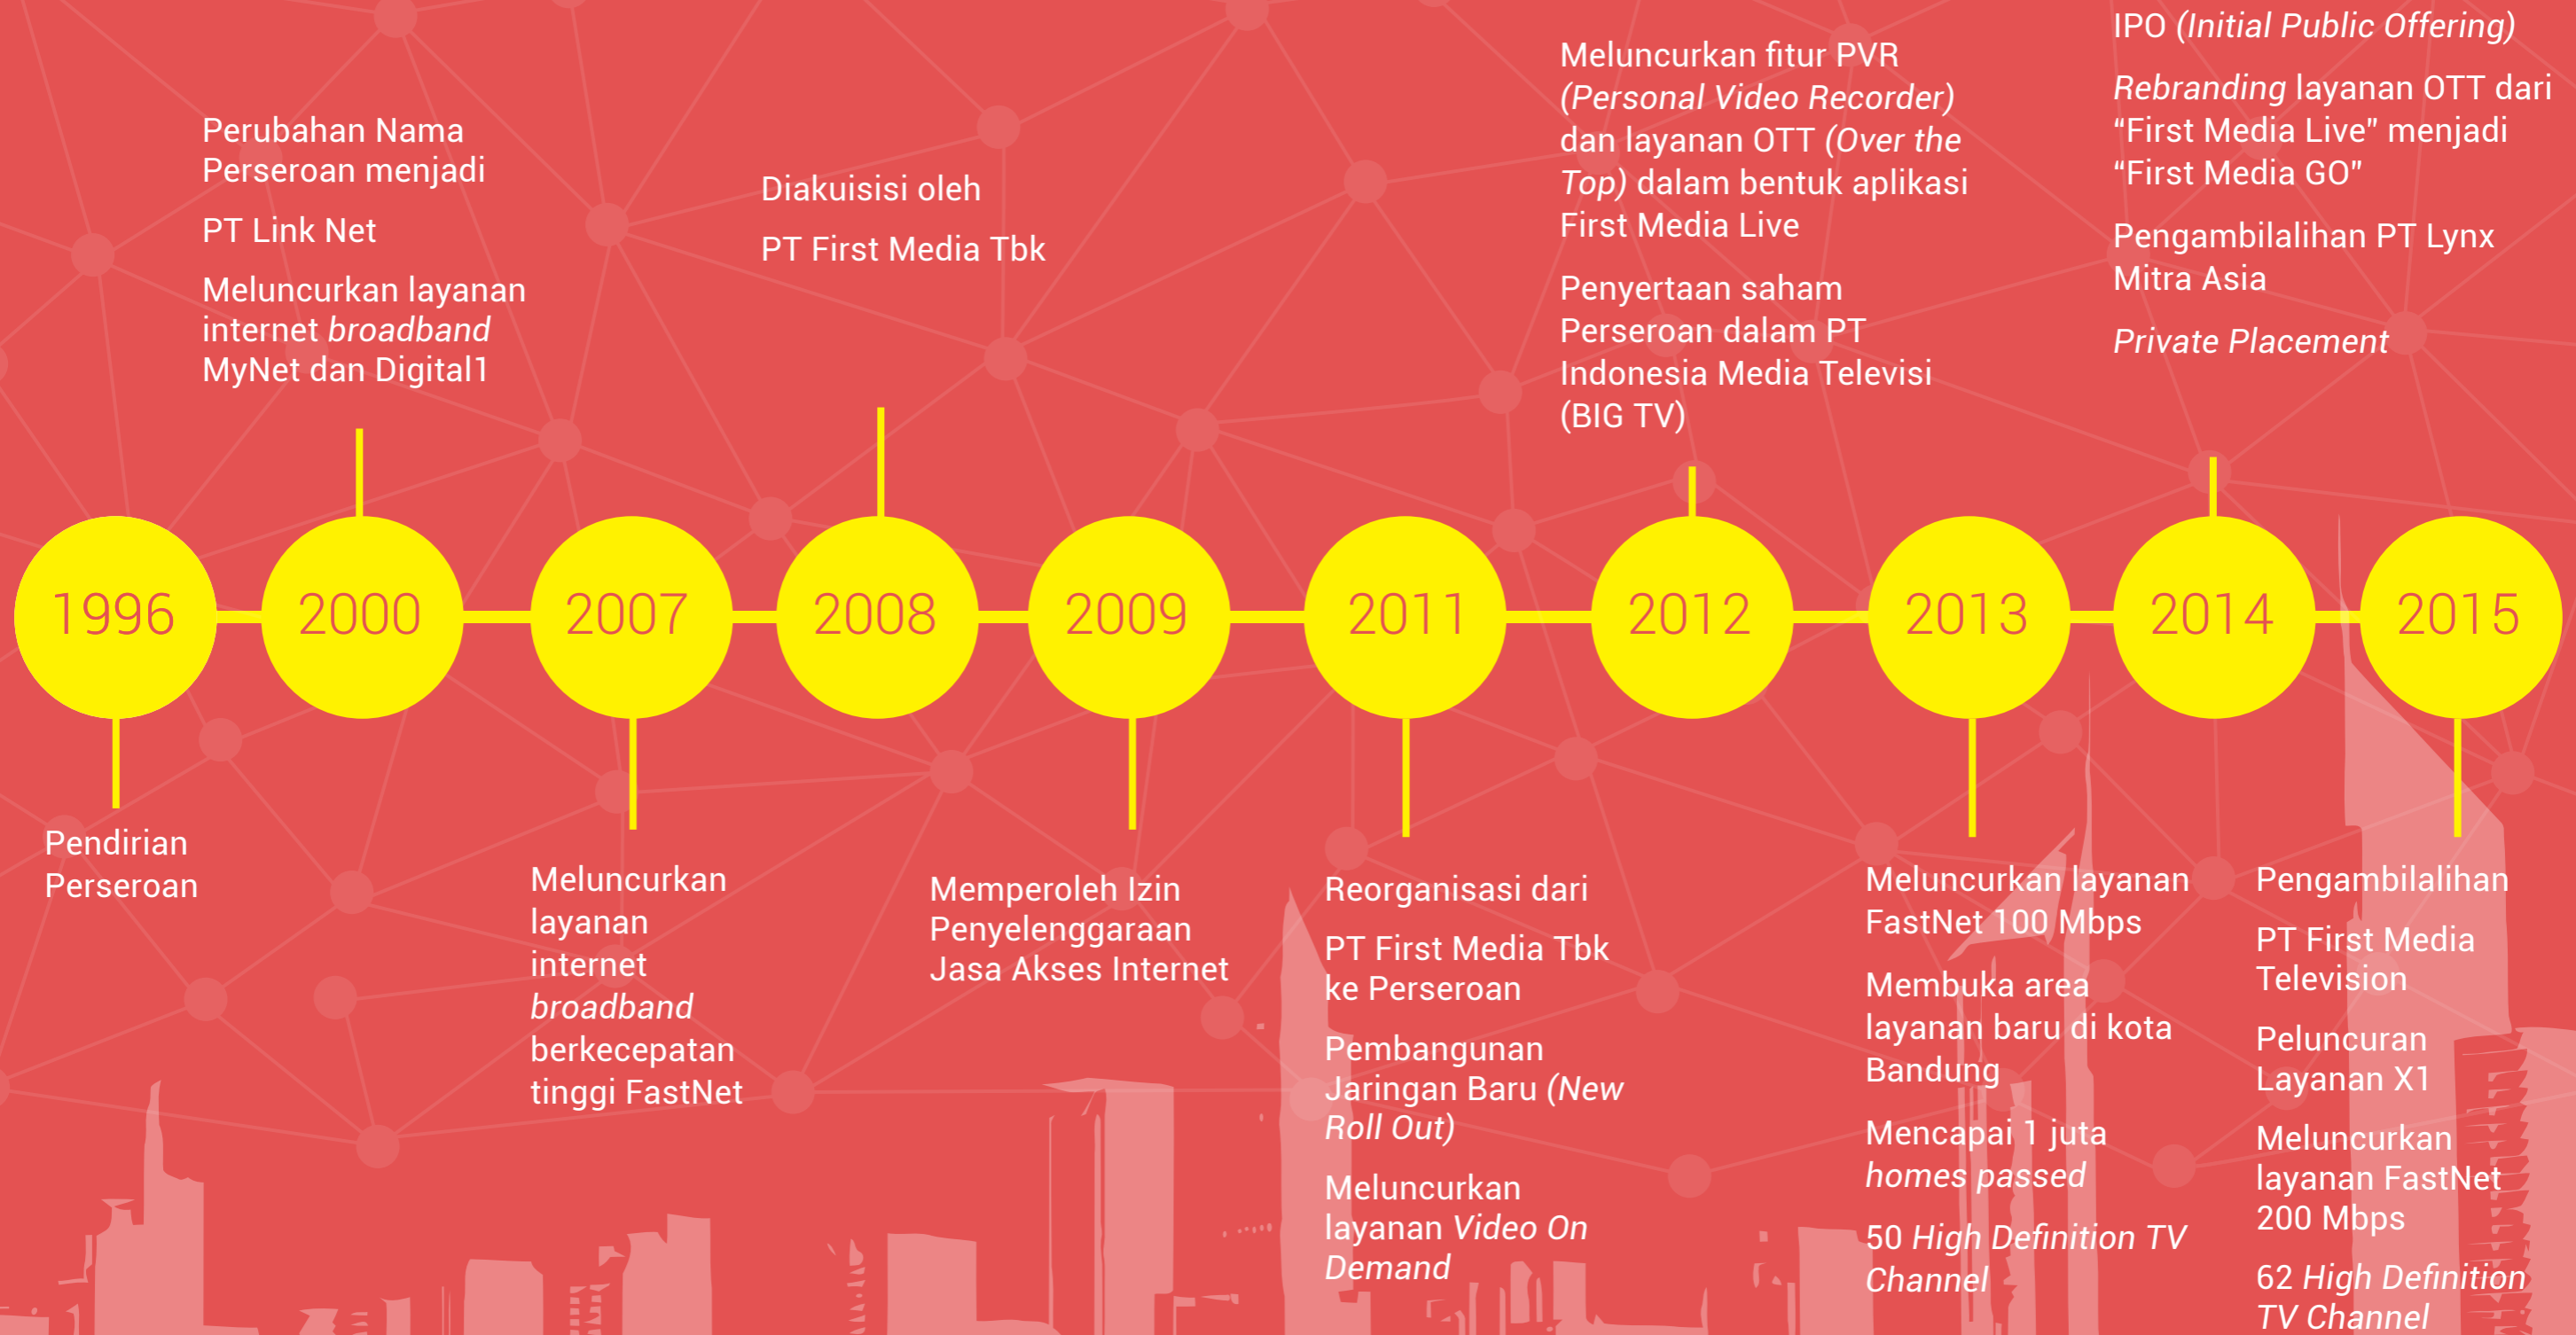 1996
Pendirian
Perseroan
2000
Perubahan Nama
Perseroan menjadi
PT Link Net
Meluncurkan layanan
internet broadband
MyNet dan Digital1
2007
Meluncurkan
layanan
internet
broadband
berkecepatan
tinggi FastNet
2008
Diakuisisi oleh
PT First Media Tbk
2009
Memperoleh Izin
Penyelenggaraan
Jasa Akses Internet
2011
Reorganisasi dari
PT First Media Tbk
ke Perseroan
Pembangunan
Jaringan Baru (New
Roll Out)
Meluncurkan
layanan Video On
Demand
2012
Meluncurkan fitur PVR
(Personal Video Recorder)
dan layanan OTT (Over the
Top) dalam bentuk aplikasi
First Media Live
Penyertaan saham
Perseroan dalam PT
Indonesia Media Televisi
(BIG TV)
2013
Meluncurkan layanan
FastNet 100 Mbps
Membuka area
layanan baru di kota
Bandung
Mencapai 1 juta
homes passed
50 High Definition TV
Channel
2014
IPO (Initial Public Offering)
Rebranding layanan OTT dari
“First Media Live” menjadi
“First Media GO”
Pengambilalihan PT Lynx
Mitra Asia
Private Placement
2015
Pengambilalihan
PT First Media
Television
Peluncuran
Layanan X1
Meluncurkan
layanan FastNet
200 Mbps
62 High Definition
TV Channel